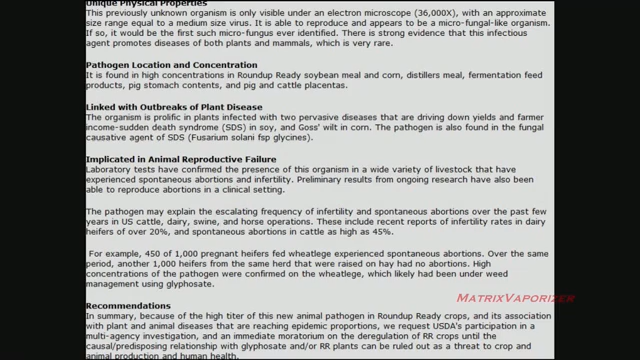 Unique Physical Properties
This previously unknown organism is only visible under an electron microscope (36,000X), with an approximate
size range equal to a medium size virus. It is able to reproduce and appears to be a micro-fungal-like organism.
If so, it would be the first such micro-fungus ever identified. There is strong evidence that this infectious
agent promotes diseases of both plants and mammals, which is very rare.
Pathogen Location and Concentration
It is found in high concentrations in Roundup Ready soybean meal and corn, distillers meal, fermentation feed
products, pig stomach contents, and pig and cattle placentas.
Linked with Outbreaks of Plant Disease
The organism is prolific in plants infected with two pervasive diseases that are driving down yields and farmer
income-sudden death syndrome (SDS) in soy, and Goss' wilt in corn. The pathogen is also found in the fungal
causative agent of SDS (Fusarium solani fsp glycines).
Implicated in Animal Reproductive Failure
Laboratory tests have confirmed the presence of this organism in a wide variety of livestock that have
experienced spontaneous abortions and infertility. Preliminary results from ongoing research have also been
able to reproduce abortions in a clinical setting.
The pathogen may explain the escalating frequency of infertility and spontaneous abortions over the past few
years in US cattle, dairy, swine, and horse operations. These include recent reports of infertility rates in dairy
heifers of over 20%, and spontaneous abortions in cattle as high as 45%.
For example, 450 of 1,000 pregnant heifers fed wheatlege experienced spontaneous abortions. Over the same
period, another 1,000 heifers from the same herd that were raised on hay had no abortions. High
concentrations of the pathogen were confirmed on the wheatlege, which likely had been under weed
management using glyphosate.
MatrixVaporizer
Recommendations
In summary, because of the high titer of this new animal pathogen in Roundup Ready crops, and its association
with plant and animal diseases that are reaching epidemic proportions, we request USDA's participation in a
multi-agency investigation, and an immediate moratorium on the deregulation of RR crops until the
causal/predisposing relationship with glyphosate and/or RR plants can be ruled out as a threat to crop and
animal production and human health.